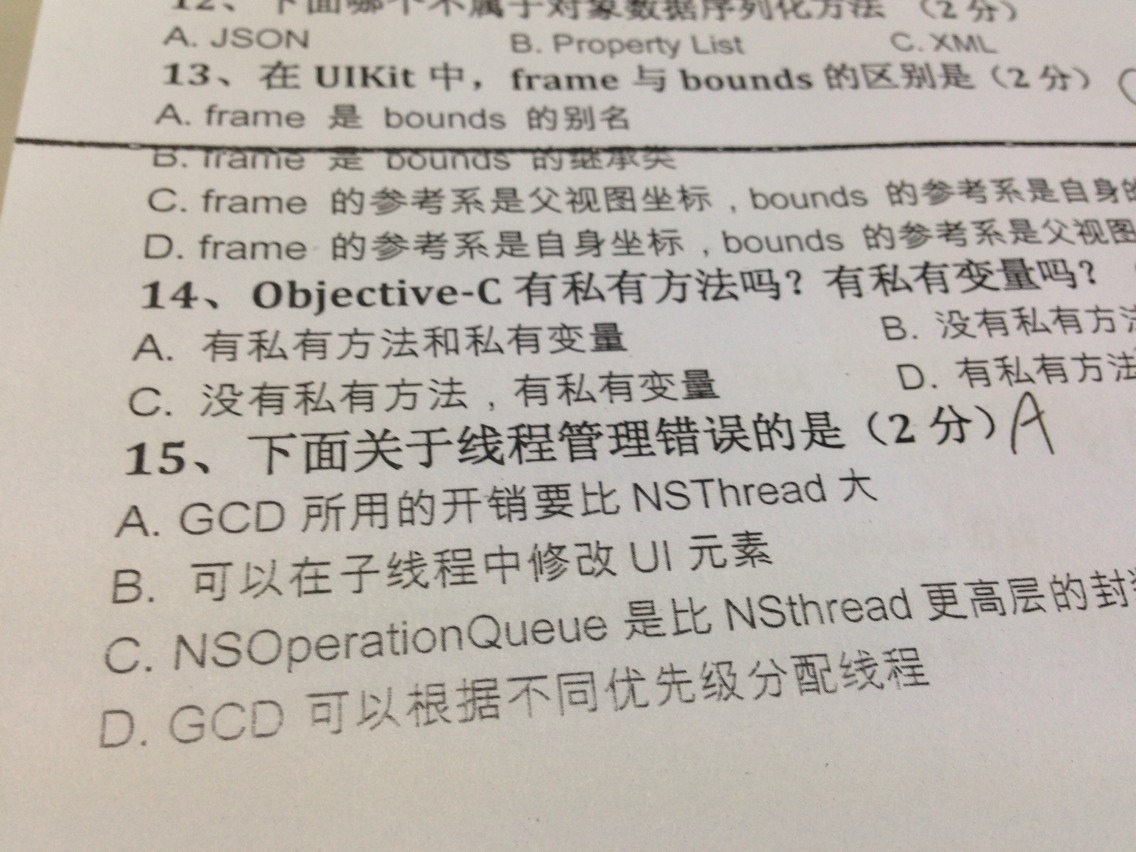 12、下面哪个不属于对象数据序列化方法 （2 分）
A. JSON B. Property List C. XML
13、在 UIKit 中，frame 与 bounds 的区别是（2 分）
A. frame 是 bounds 的别名
B. frame 是 bounds 的继承类
C. frame 的参考系是父视图坐标，bounds 的参考系是自身的
D. frame 的参考系是自身坐标，bounds 的参考系是父视图
14、Objective-C 有私有方法吗？有私有变量吗？
A. 有私有方法和私有变量 B. 没有私有方法
C. 没有私有方法，有私有变量 D. 有私有方法
15、下面关于线程管理错误的是（2 分）A
A. GCD 所用的开销要比 NSThread 大
B. 可以在子线程中修改 UI 元素
C. NSOperationQueue 是比 NSthread 更高层的封
D. GCD 可以根据不同优先级分配线程